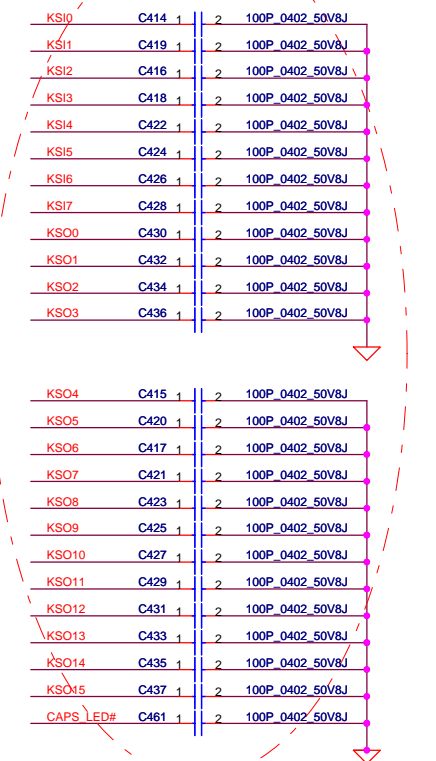 KSI0 C414 1 2 100P_0402_50V8J
KSI1 C419 1 2 100P_0402_50V8J
KSI2 C416 1 2 100P_0402_50V8J
KSI3 C418 1 2 100P_0402_50V8J
KSI4 C422 1 2 100P_0402_50V8J
KSI5 C424 1 2 100P_0402_50V8J
KSI6 C426 1 2 100P_0402_50V8J
KSI7 C428 1 2 100P_0402_50V8J
KSO0 C430 1 2 100P_0402_50V8J
KSO1 C432 1 2 100P_0402_50V8J
KSO2 C434 1 2 100P_0402_50V8J
KSO3 C436 1 2 100P_0402_50V8J
KSO4 C415 1 2 100P_0402_50V8J
KSO5 C420 1 2 100P_0402_50V8J
KSO6 C417 1 2 100P_0402_50V8J
KSO7 C421 1 2 100P_0402_50V8J
KSO8 C423 1 2 100P_0402_50V8J
KSO9 C425 1 2 100P_0402_50V8J
KSO10 C427 1 2 100P_0402_50V8J
KSO11 C429 1 2 100P_0402_50V8J
KSO12 C431 1 2 100P_0402_50V8J
KSO13 C433 1 2 100P_0402_50V8J
KSO14 C435 1 2 100P_0402_50V8J
KSO15 C437 1 2 100P_0402_50V8J
CAPS_LED# C461 1 2 100P_0402_50V8J